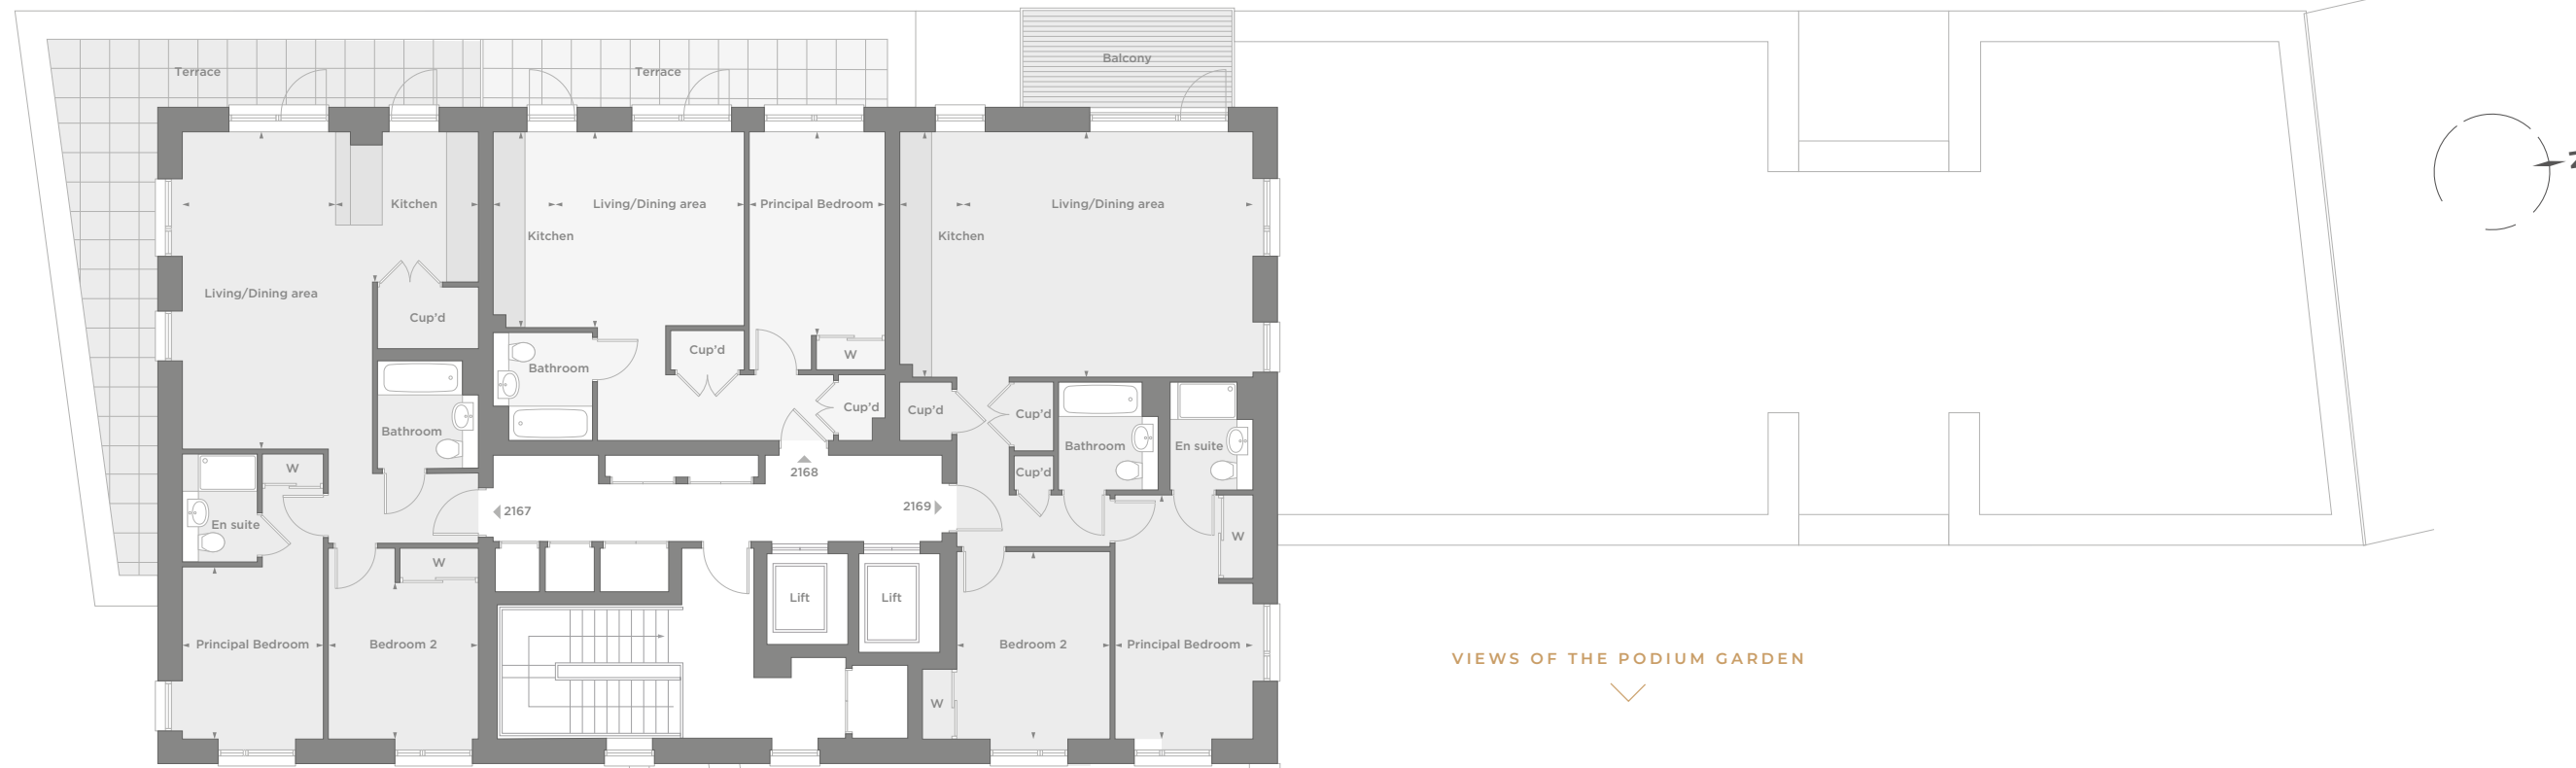 Terrace
Terrace
Balcony
Kitchen
Living/Dining area
Principal Bedroom
Living/Dining area
Kitchen
Kitchen
Living/Dining area
Cup'd
Cup'd
W
Bathroom
Cup'd
Cup'd
Cup'd
Bathroom
Bathroom
En suite
W
2168
Cup'd
2167
2169
En suite
W
W
Lift
Lift
Principal Bedroom
Bedroom 2
Bedroom 2
Principal Bedroom
VIEWS OF THE PODIUM GARDEN
W